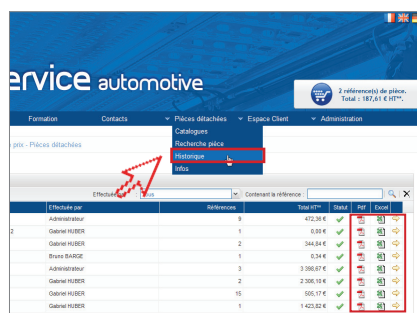 ervice automotive
2 référence(s) de pièce.
Total : 187,61 € HT**.
Formation Contacts Pièces détachées Espace Client Administration
Catalogues
prix - Pièces détachées Recherche pièce
Historique
Infos
Contenant la référence :
Effectuée par Références Total HT** Statut Pdf Excel
Administrateur 9 472,36 €
2 Gabriel HUBER 1 0,00 €
Gabriel HUBER 2 344,84 €
Bruno BARGE 1 0,34 €
Administrateur 3 3 398,67 €
Gabriel HUBER 2 2 306,19 €
Gabriel HUBER 15 505,17 €
Gabriel HUBER 1 1 423,82 €